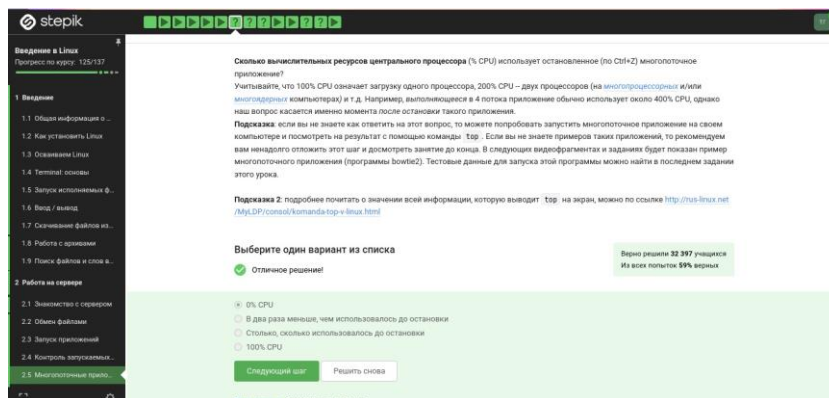 stepik
Введение в Linux
Прогресс по курсу: 125/137
1 Введение
1.1 Общая информация о ...
1.2 Как установить Linux
1.3 Осваиваем Linux
1.4 Terminal: основы
1.5 Запуск исполняемых ф...
1.6 Ввод / вывод
1.7 Скачивание файлов из...
1.8 Работа с архивами
1.9 Поиск файлов и слов в...
2 Работа на сервере
2.1 Знакомство с сервером
2.2 Обмен файлами
2.3 Запуск приложений
2.4 Контроль запускаемых...
2.5 Многопоточные прило...
Сколько вычислительных ресурсов центрального процессора (% CPU) использует остановленное (по Ctrl+Z) многопоточное
приложение?
Учитывайте, что 100% CPU означает загрузку одного процессора, 200% CPU – двух процессоров (на многопроцессорных и/или
многоядерных компьютерах) и т.д. Например, выполняющееся в 4 потока приложение обычно использует около 400% CPU, однако
наш вопрос касается именно момента после остановки такого приложения.
Подсказка: если вы не знаете как ответить на этот вопрос, то можете попробовать запустить многопоточное приложение на своем
компьютере и посмотреть на результат с помощью команды top . Если вы не знаете примеров таких приложений, то рекомендуем
вам ненадолго отложить этот шаг и досмотреть занятие до конца. В следующих видеофрагментах и заданиях будет показан пример
многопоточного приложения (программы bowtie2). Тестовые данные для запуска этой программы можно найти в последнем задании
этого урока.
Подсказка 2: подробнее почитать о значении всей информации, которую выводит top на экран, можно по ссылке http://rus-linux.net
/MyLDP/consol/komanda-top-v-linux.html
Выберите один вариант из списка
Отличное решение!
Верно решили 32 397 учащихся
Из всех попыток 59% верных
0% CPU
В два раза меньше, чем использовалось до остановки
Столько, сколько использовалось до остановки
100% CPU
Следующий шаг
Решить снова